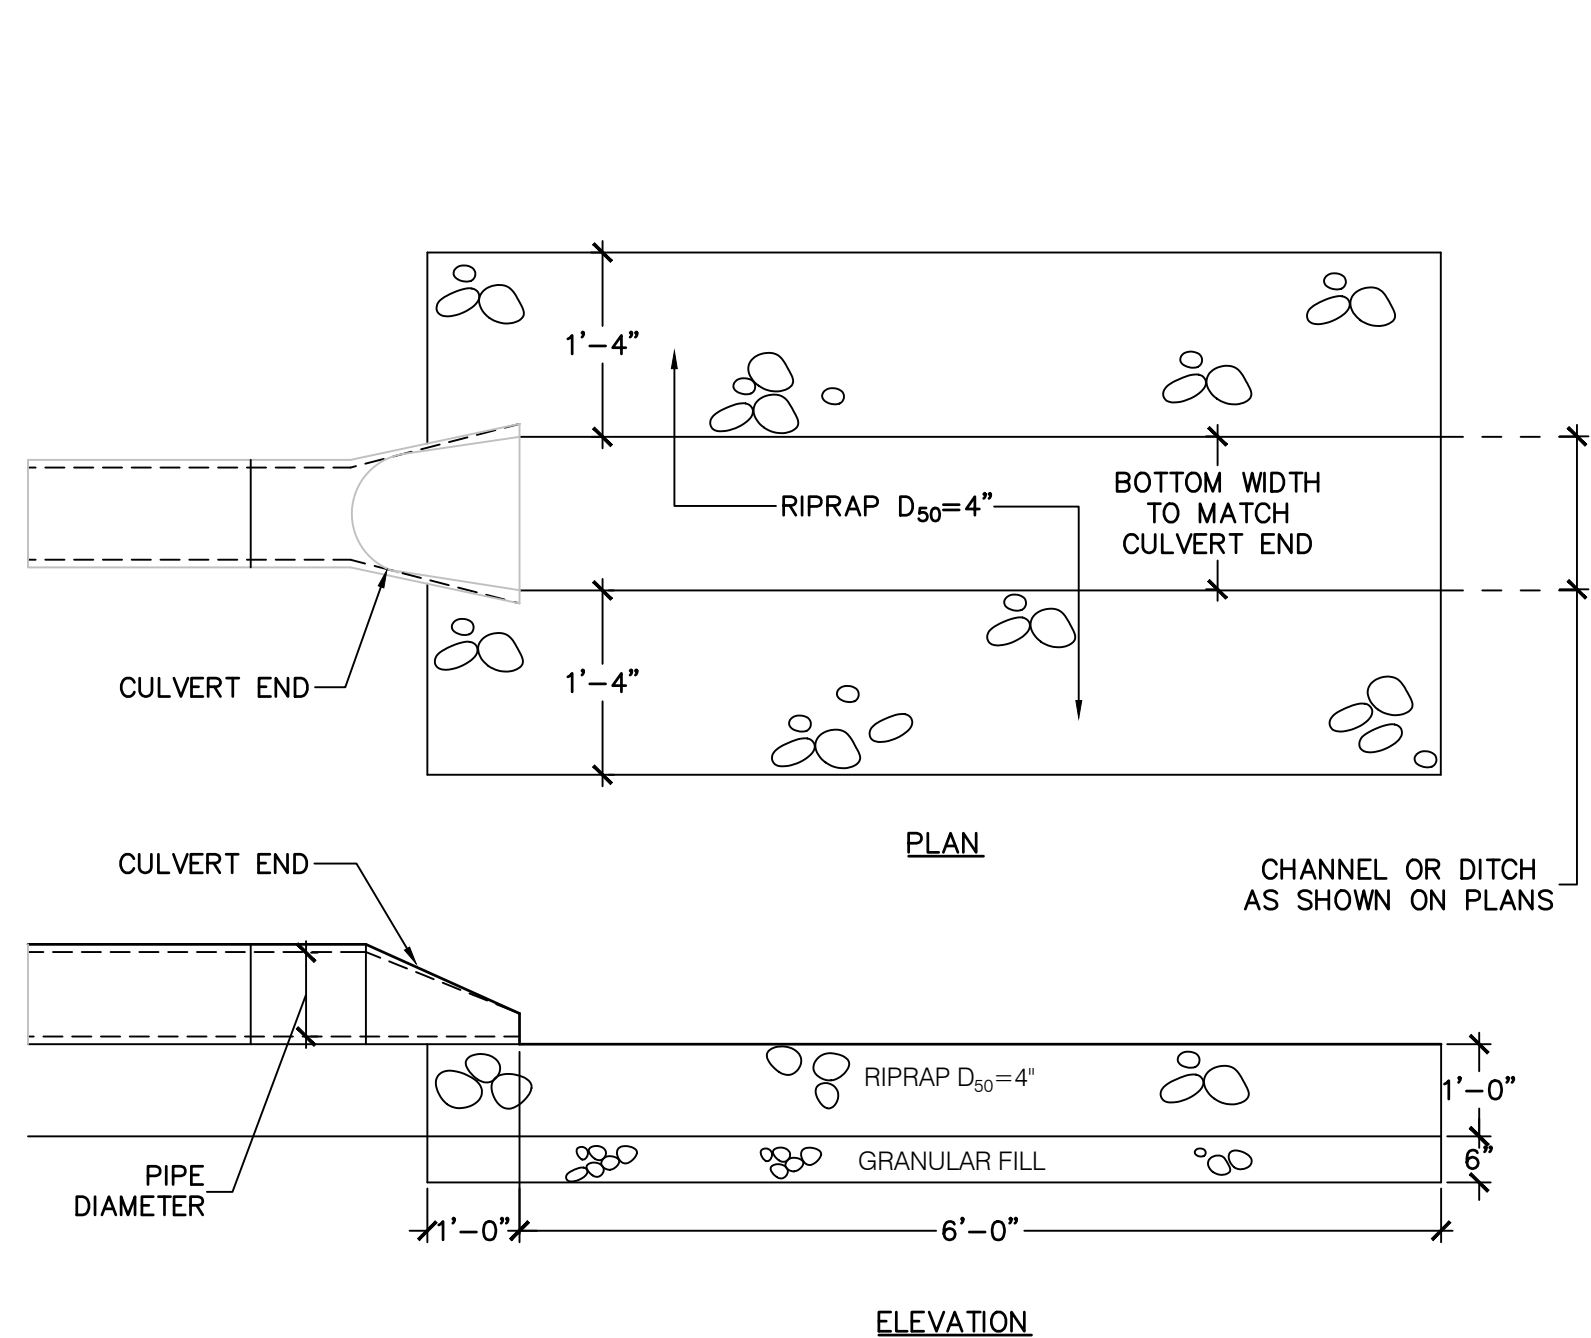 1'-4"
RIPRAP D50=4"
BOTTOM WIDTH
TO MATCH
CULVERT END
CULVERT END
1'-4"
PLAN
CULVERT END
CHANNEL OR DITCH
AS SHOWN ON PLANS
RIPRAP D50=4"
1'-0"
GRANULAR FILL
6"
PIPE
DIAMETER
1'-0"
6'-0"
ELEVATION